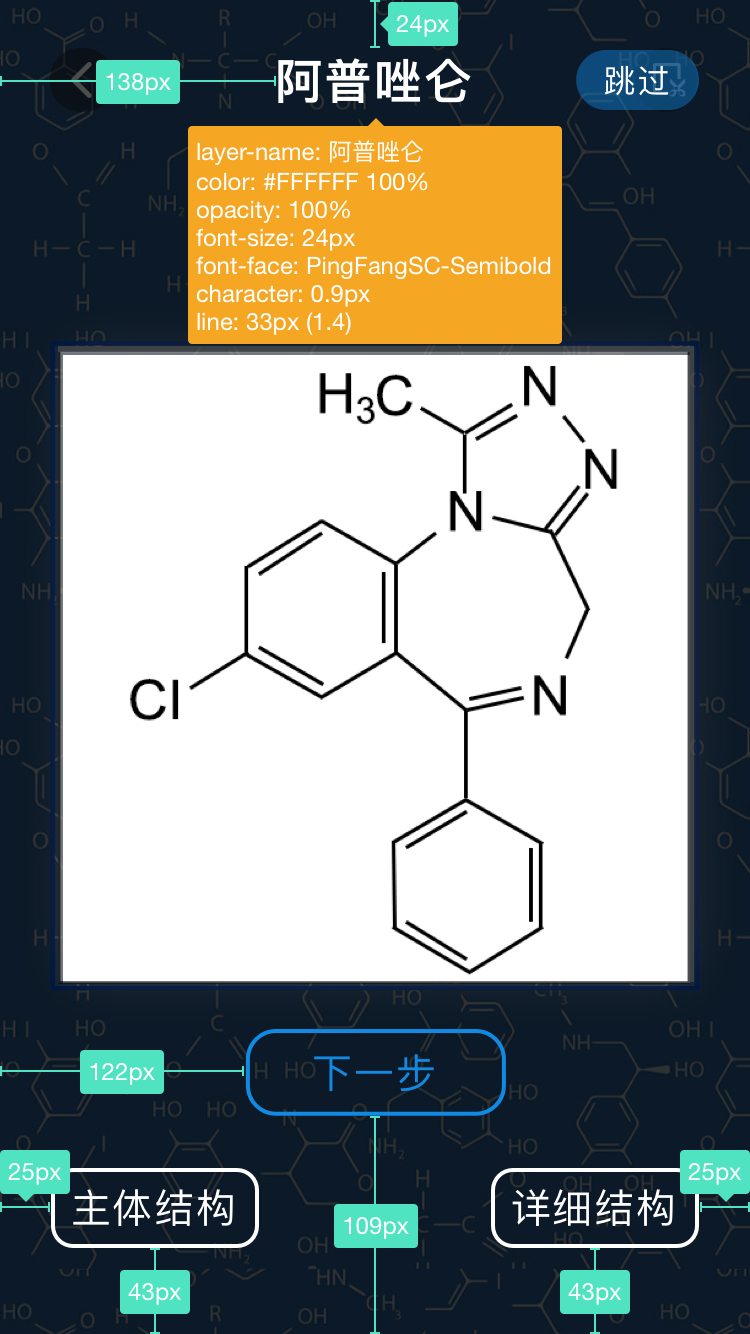 24px
138px
阿普唑仑
跳过
layer-name: 阿普唑仑
color: #FFFFFF 100%
opacity: 100%
font-size: 24px
font-face: PingFangSC-Semibold
character: 0.9px
line: 33px (1.4)
H3C
N
N
N
Cl
N
122px
下一步
25px
主体结构
详细结构
25px
109px
43px
43px